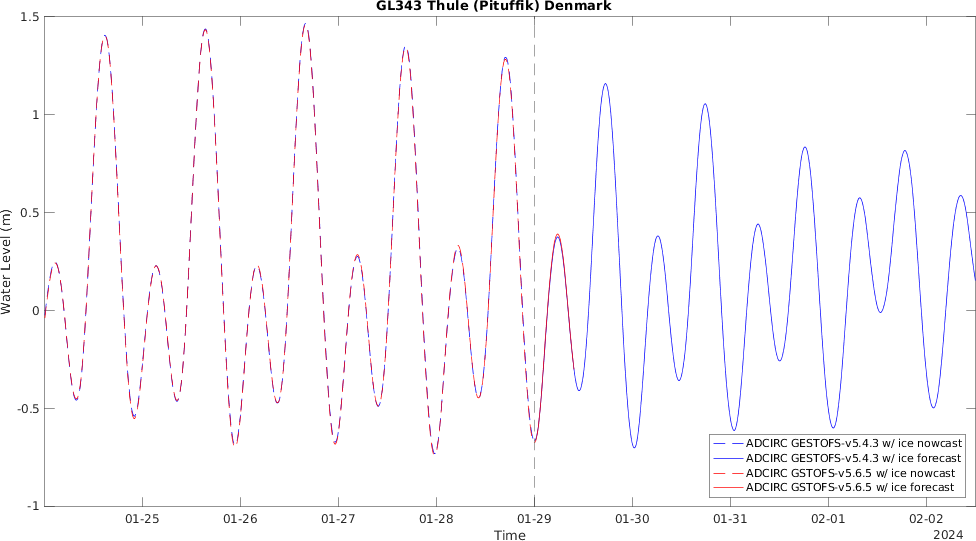 GL343 Thule (Pituffik) Denmark
1.5
1
0.5
0
-0.5
-1
Water Level (m)
01-25 01-26 01-27 01-28 01-29 01-30 01-31 02-01 02-02
Time
2024
ADCIRC GESTOFS-v5.4.3 w/ ice nowcast
ADCIRC GESTOFS-v5.4.3 w/ ice forecast
ADCIRC GSTOFS-v5.6.5 w/ ice nowcast
ADCIRC GSTOFS-v5.6.5 w/ ice forecast